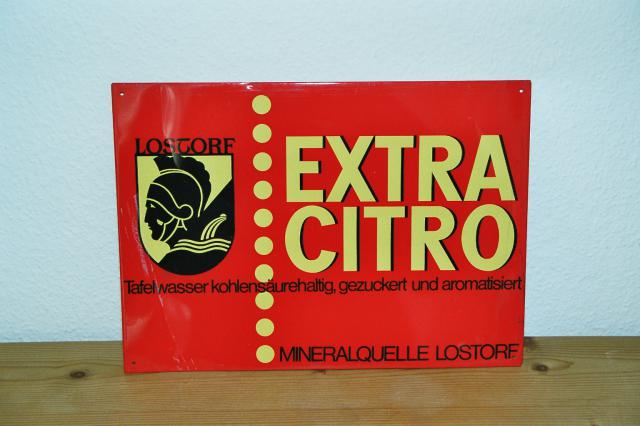 LOSTORF
EXTRA
CITRO
Tafelwasser kohlensäurehaltig, gezuckert und aromatisiert
MINERALQUELLE LOSTORF